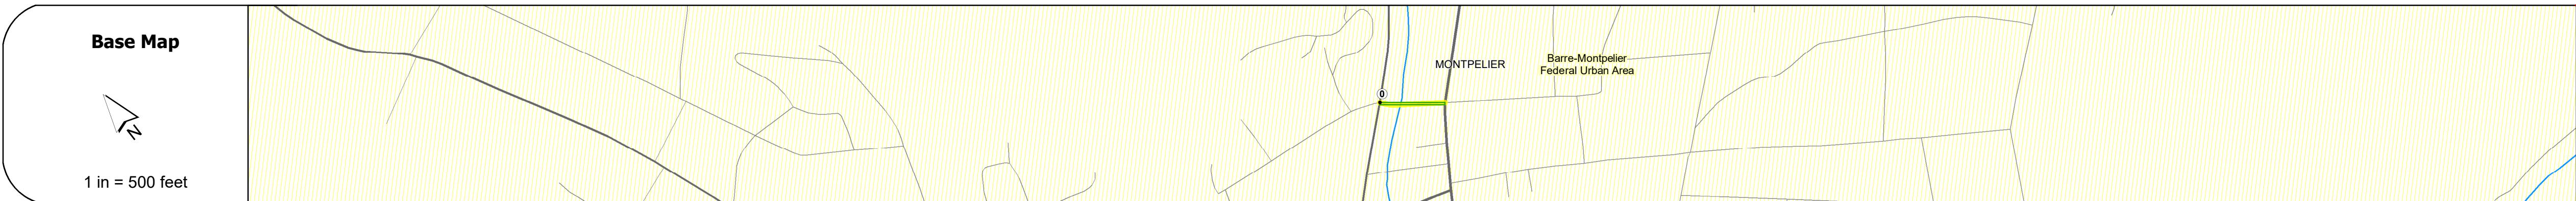 Base Map
N
1 in = 500 feet
0
MONTPELIER
Barre-Montpelier
Federal Urban Area